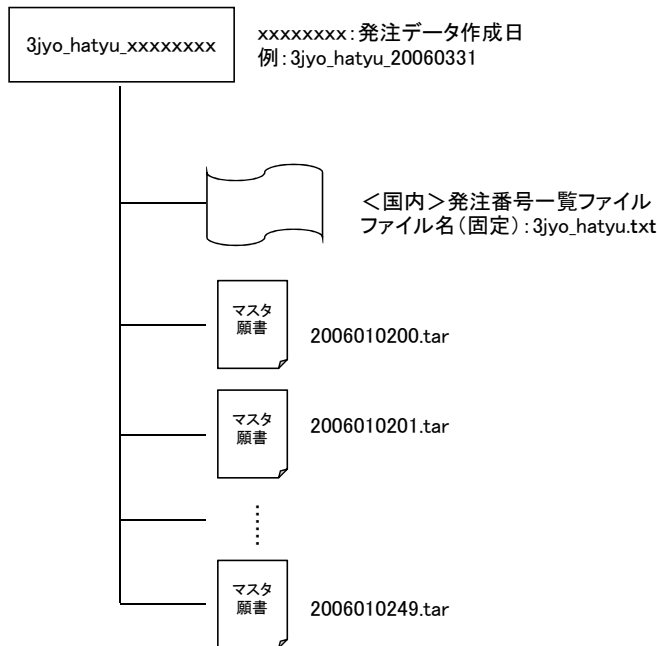 3jyo_hatyu_xxxxxxxx
xxxxxxxx:発注データ作成日
例:3jyo_hatyu_20060331
＜国内＞発注番号一覧ファイル
ファイル名(固定):3jyo_hatyu.txt
マスタ
願書
2006010200.tar
マスタ
願書
2006010201.tar
マスタ
願書
2006010249.tar